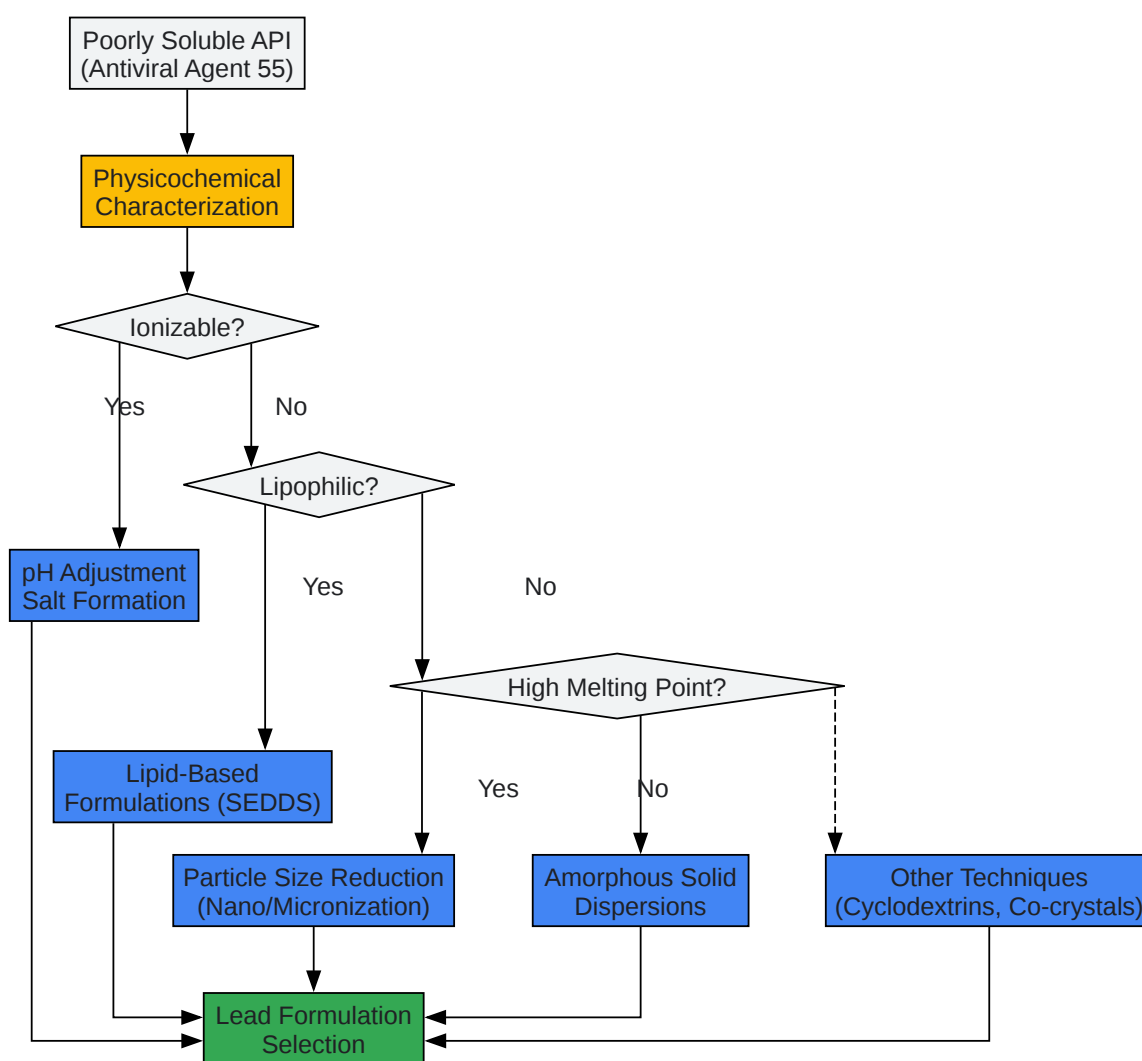 Poorly Soluble API
(Antiviral Agent 55)
Physicochemical
Characterization
Ionizable?
Yes
No
Lipophilic?
pH Adjustment
Salt Formation
Yes
No
High Melting Point?
Lipid-Based
Formulations (SEDDS)
Yes
No
Particle Size Reduction
(Nano/Micronization)
Amorphous Solid
Dispersions
Other Techniques
(Cyclodextrins, Co-crystals)
Lead Formulation
Selection